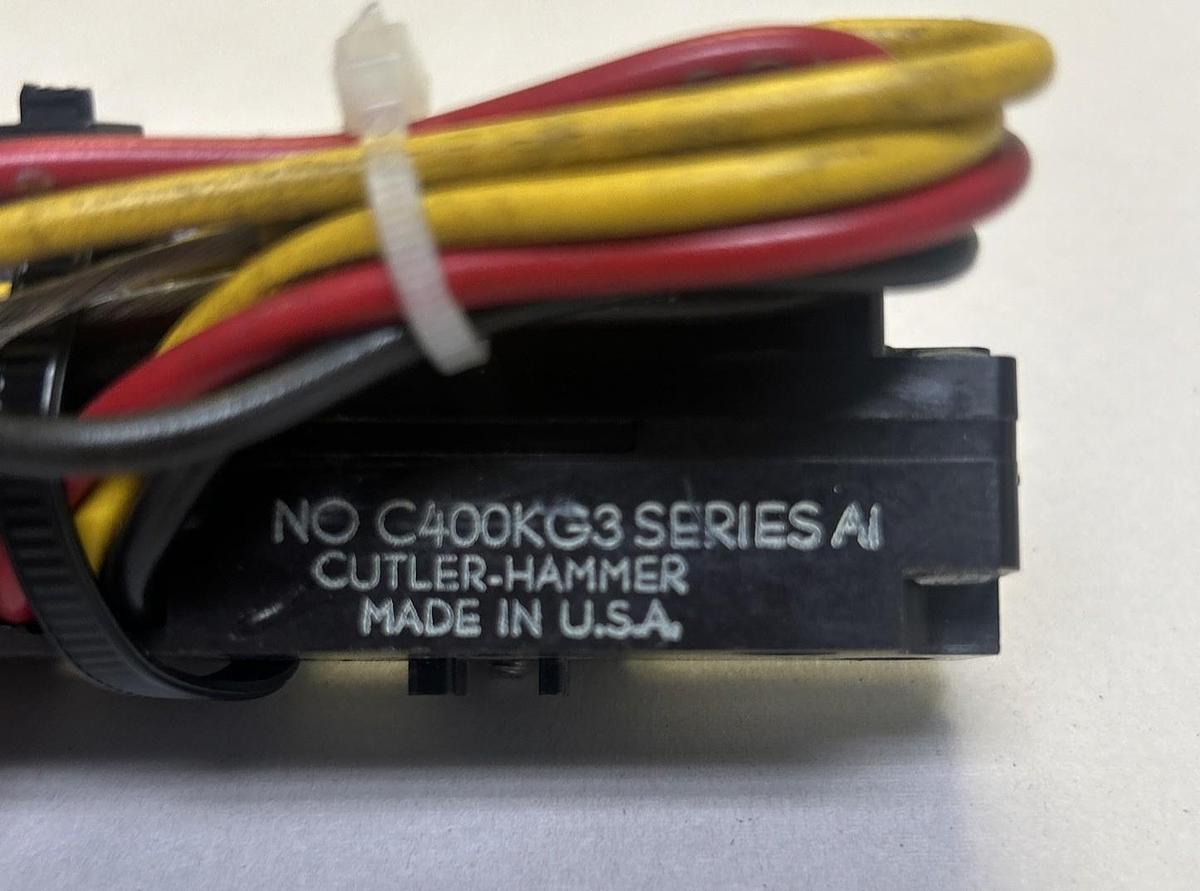 NO C400KG3 SERIES A1
CUTLER-HAMMER
MADE IN U.S.A.